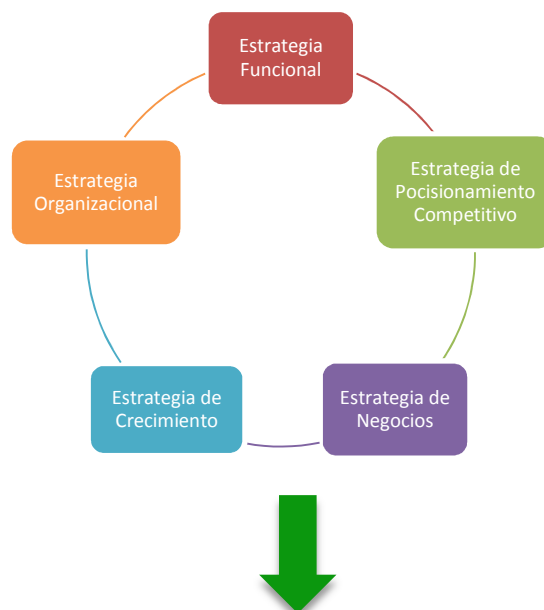 Estrategia
Funcional
Estrategia de
Pocisionamiento
Competitivo
Estrategia de
Negocios
Estrategia de
Crecimiento
Estrategia
Organizacional